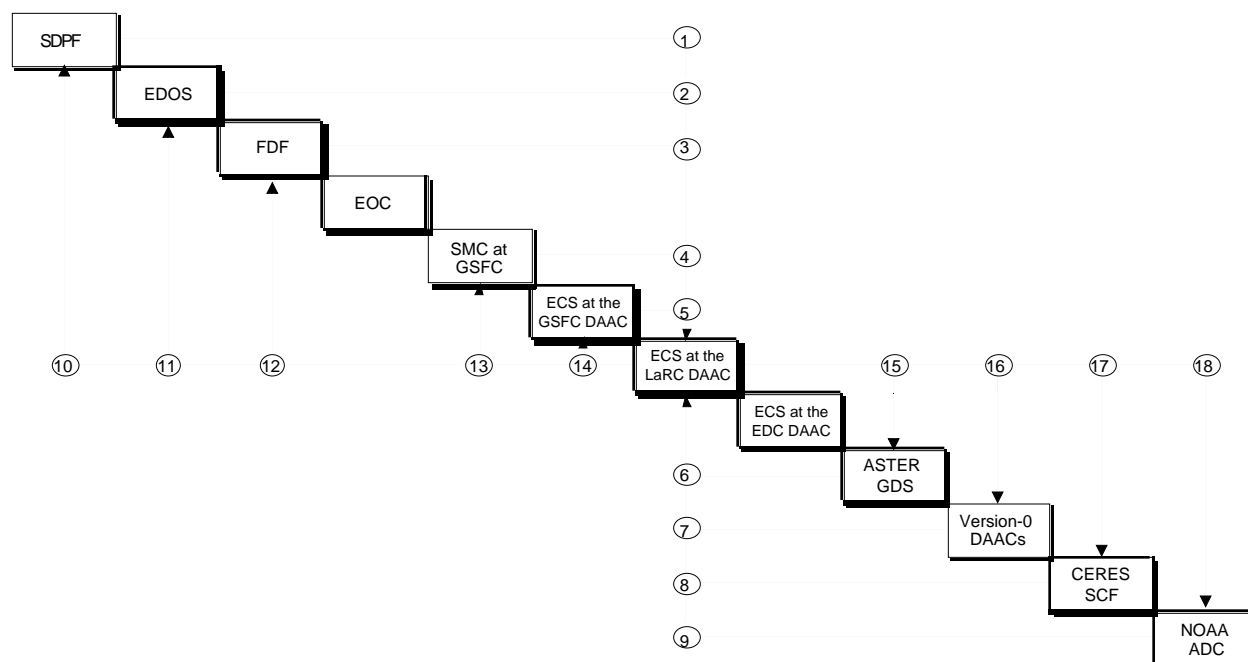 SDPF
1
EDOS
2
FDF
3
EOC
SMC at
GSFC
4
ECS at the
GSFC DAAC
5
10
11
12
13
14
ECS at the
LaRC DAAC
15
16
17
18
ECS at the
EDC DAAC
6
ASTER
GDS
7
Version-0
DAACs
8
CERES
SCF
9
NOAA
ADC